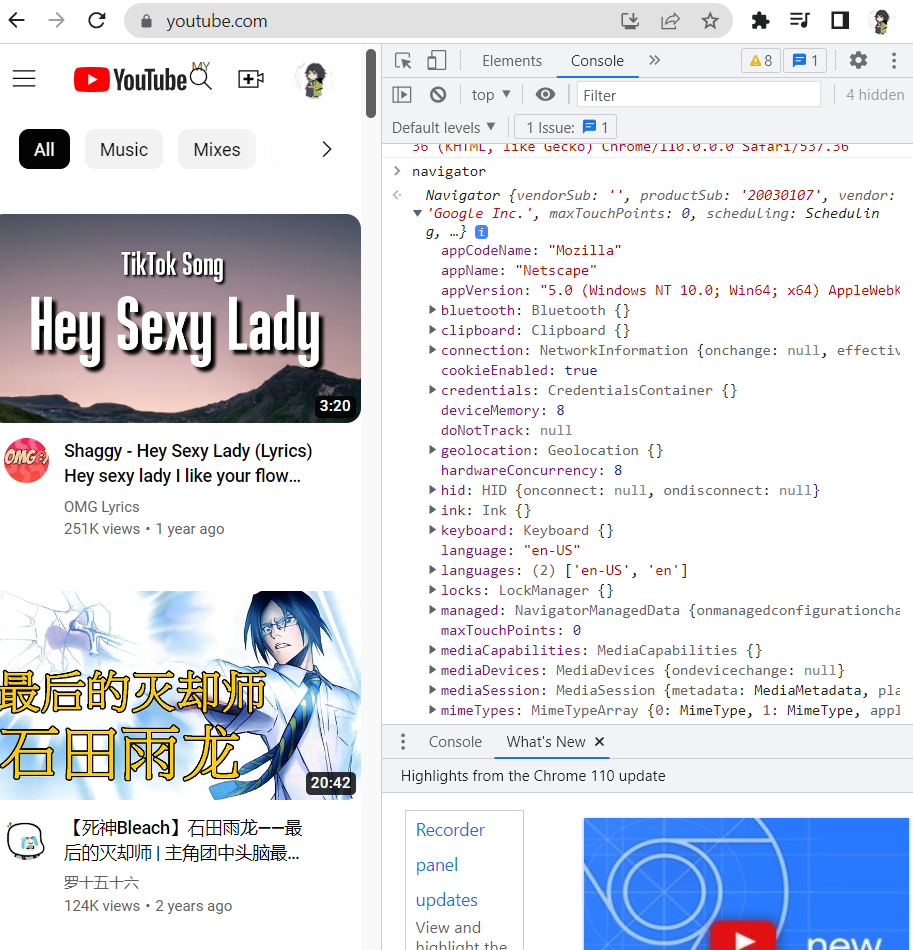 youtube.com
YouTube MY
All Music Mixes
TikTok Song
Hey Sexy Lady
3:20
OMG :)
Shaggy - Hey Sexy Lady (Lyrics)
Hey sexy lady I like your flow...
OMG Lyrics
251K views • 1 year ago
最后的灭却师
石田雨龙
20:42
【死神Bleach】石田雨龙——最
后的灭却师 | 主角团中头脑最...
罗十五十六
124K views • 2 years ago
Elements Console 8 1
top Filter 4 hidden
Default levels 1 Issue: 1
36 (KHTML, like Gecko) Chrome/110.0.0.0 Safari/537.36
navigator
Navigator {vendorSub: '', productSub: '20030107', vendor:
'Google Inc.', maxTouchPoints: 0, scheduling: Schedulin
g, …} i
appCodeName: "Mozilla"
appName: "Netscape"
appVersion: "5.0 (Windows NT 10.0; Win64; x64) AppleWebK
bluetooth: Bluetooth {}
clipboard: Clipboard {}
connection: NetworkInformation {onchange: null, effectiv
cookieEnabled: true
credentials: CredentialsContainer {}
deviceMemory: 8
doNotTrack: null
geolocation: Geolocation {}
hardwareConcurrency: 8
hid: HID {onconnect: null, ondisconnect: null}
ink: Ink {}
keyboard: Keyboard {}
language: "en-US"
languages: (2) ['en-US', 'en']
locks: LockManager {}
managed: NavigatorManagedData {onmanagedconfigurationcha
maxTouchPoints: 0
mediaCapabilities: MediaCapabilities {}
mediaDevices: MediaDevices {ondevicechange: null}
mediaSession: MediaSession {metadata: MediaMetadata, pla
mimeTypes: MimeTypeArray {0: MimeType, 1: MimeType, appl
Console What's New
Highlights from the Chrome 110 update
Recorder
panel
updates
View and
highlight the
new